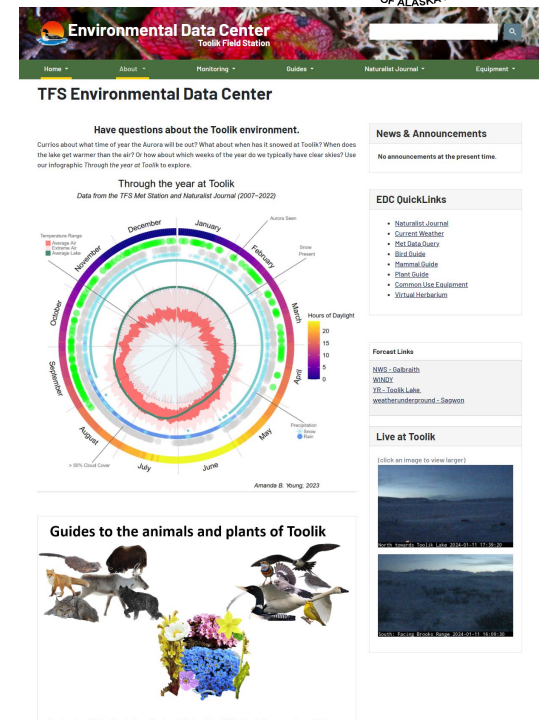 OF ALASKA
Environmental Data Center
Toolik Field Station
Home
About
Monitoring
Guides
Naturalist Journal
Equipment
TFS Environmental Data Center
Have questions about the Toolik environment.
Currios about what time of year the Aurora will be out? What about when has it snowed at Toolik? When does
the lake get warmer than the air? Or how about which weeks of the year do we typically have clear skies? Use
our infographic Through the year at Toolik to explore.
Through the year at Toolik
Data from the TFS Met Station and Naturalist Journal (2007–2022)
Aurora Seen
Temperature Range
Average Air
Extreme Air
Average Lake
Snow
Present
January
February
March
April
May
June
July
August
September
October
November
December
Hours of Daylight
20
15
10
5
0
Precipitation
Snow
Rain
> 50% Cloud Cover
Amanda B. Young, 2023
Guides to the animals and plants of Toolik
News & Announcements
No announcements at the present time.
EDC QuickLinks
Naturalist Journal
Current Weather
Met Data Query
Bird Guide
Mammal Guide
Plant Guide
Common Use Equipment
Virtual Herbarium
Forcast Links
NWS - Galbraith
WINDY
YR - Toolik Lake
weatherunderground - Sagwon
Live at Toolik
(click an image to view larger)
North towards Toolik Lake 2024-01-11 17:39:20
South: Facing Brooks Range 2024-01-11 16:09:30